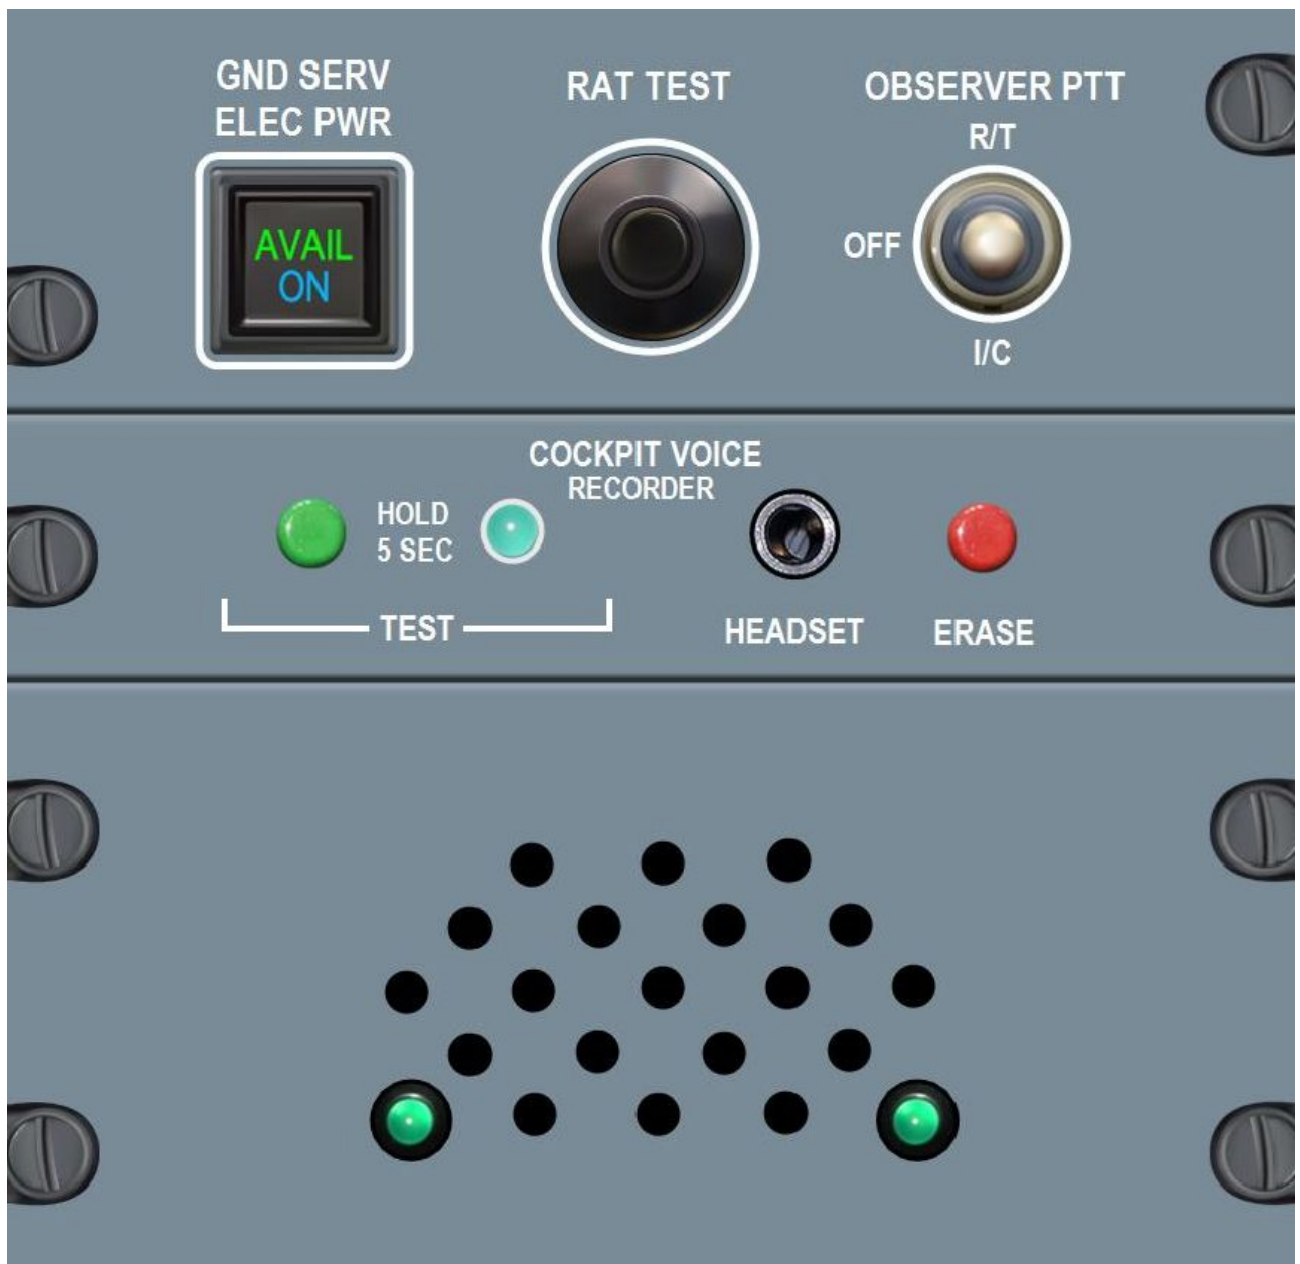 GND SERV
ELEC PWR
RAT TEST
OBSERVER PTT
R/T
AVAIL
ON
OFF
I/C
COCKPIT VOICE
RECORDER
HOLD
5 SEC
TEST
HEADSET
ERASE